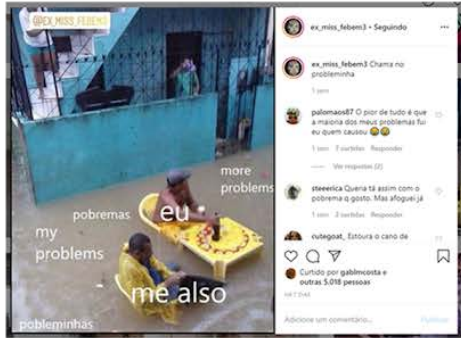 @EX_MISS_FEBEM3
more
problems
pobremas
eu
my
problems
me also
pobleminhas
ex_miss_febem3 • Seguindo
ex_miss_febem3 Chama no
probleminha
1 sem
palomaos87 O pior de tudo é que
a maioria dos meus problemas fui
eu quem causou 😂😂
1 sem 7 curtidas Responder
Ver respostas (2)
steeerica Queria tá assim com o
pobrema q gosto. Mas afoguei já
1 sem 2 curtidas Responder
cutegoat_ Estoura o cano de
Curtido por gablmcosta e
outras 5.018 pessoas
Adicione um comentário...
Publicar